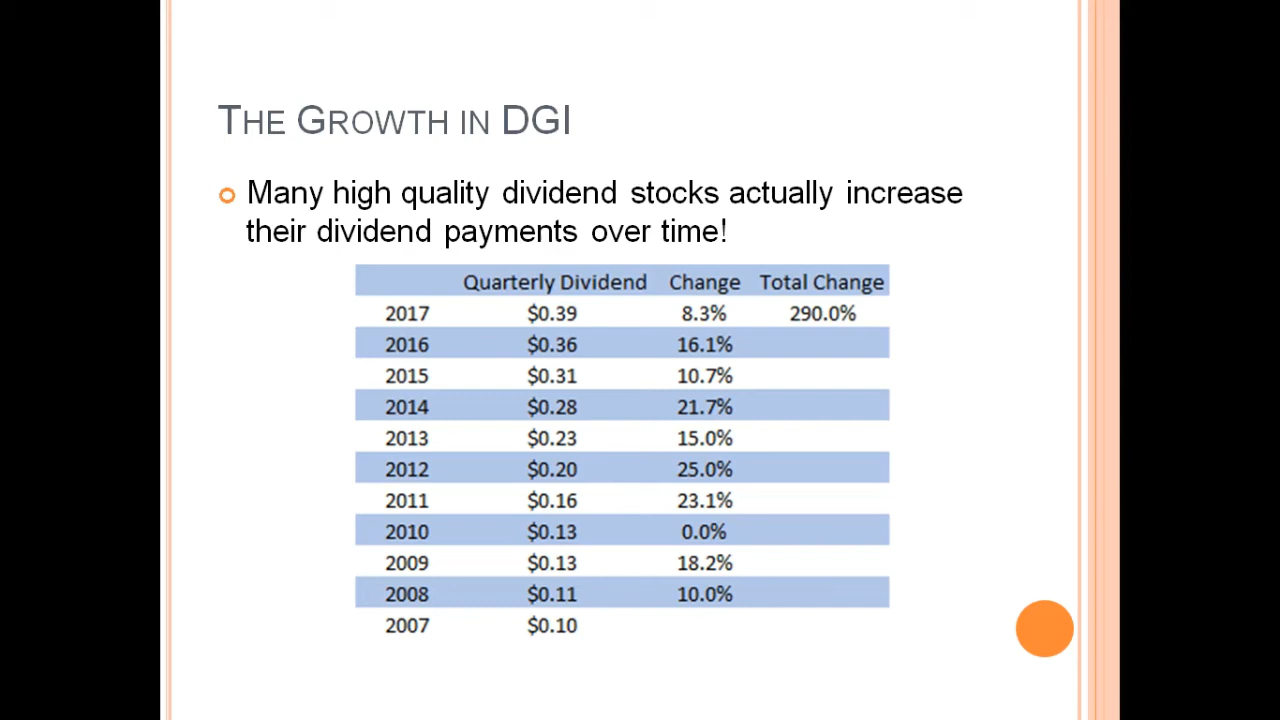 THE GROWTH IN DGI
Many high quality dividend stocks actually increase
their dividend payments over time!
Quarterly Dividend Change Total Change
2017 $0.39 8.3% 290.0%
2016 $0.36 16.1%
2015 $0.31 10.7%
2014 $0.28 21.7%
2013 $0.23 15.0%
2012 $0.20 25.0%
2011 $0.16 23.1%
2010 $0.13 0.0%
2009 $0.13 18.2%
2008 $0.11 10.0%
2007 $0.10